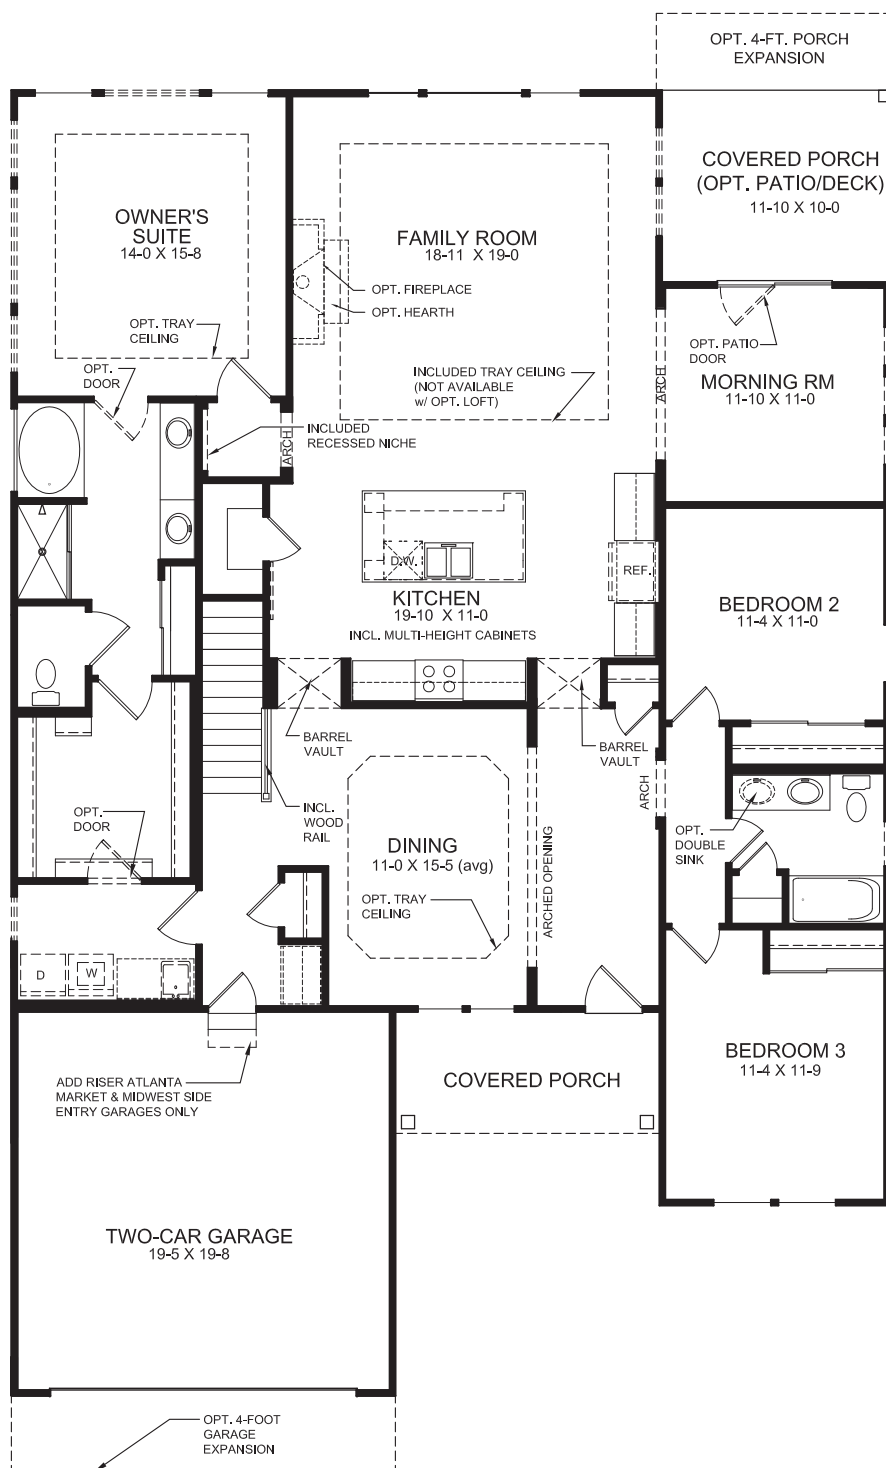 OPT. 4-FT. PORCH
EXPANSION
COVERED PORCH
(OPT. PATIO/DECK)
11-10 X 10-0
OWNER'S
SUITE
14-0 X 15-8
FAMILY ROOM
18-11 X 19-0
OPT. FIREPLACE
OPT. HEARTH
OPT. TRAY
CEILING
OPT.
DOOR
INCLUDED TRAY CEILING
(NOT AVAILABLE
w/ OPT. LOFT)
OPT. PATIO
DOOR
ARCH
MORNING RM
11-10 X 11-0
INCLUDED
RECESSED NICHE
ARCH
D.W.
REF.
KITCHEN
19-10 X 11-0
INCL. MULTI-HEIGHT CABINETS
BEDROOM 2
11-4 X 11-0
BARREL
VAULT
BARREL
VAULT
ARCH
INCL.
WOOD
RAIL
OPT.
DOOR
DINING
11-0 X 15-5 (avg)
OPT. TRAY
CEILING
ARCHED OPENING
OPT.
DOUBLE
SINK
D
W
ADD RISER ATLANTA
MARKET & MIDWEST SIDE
ENTRY GARAGES ONLY
COVERED PORCH
BEDROOM 3
11-4 X 11-9
TWO-CAR GARAGE
19-5 X 19-8
OPT. 4-FOOT
GARAGE
EXPANSION